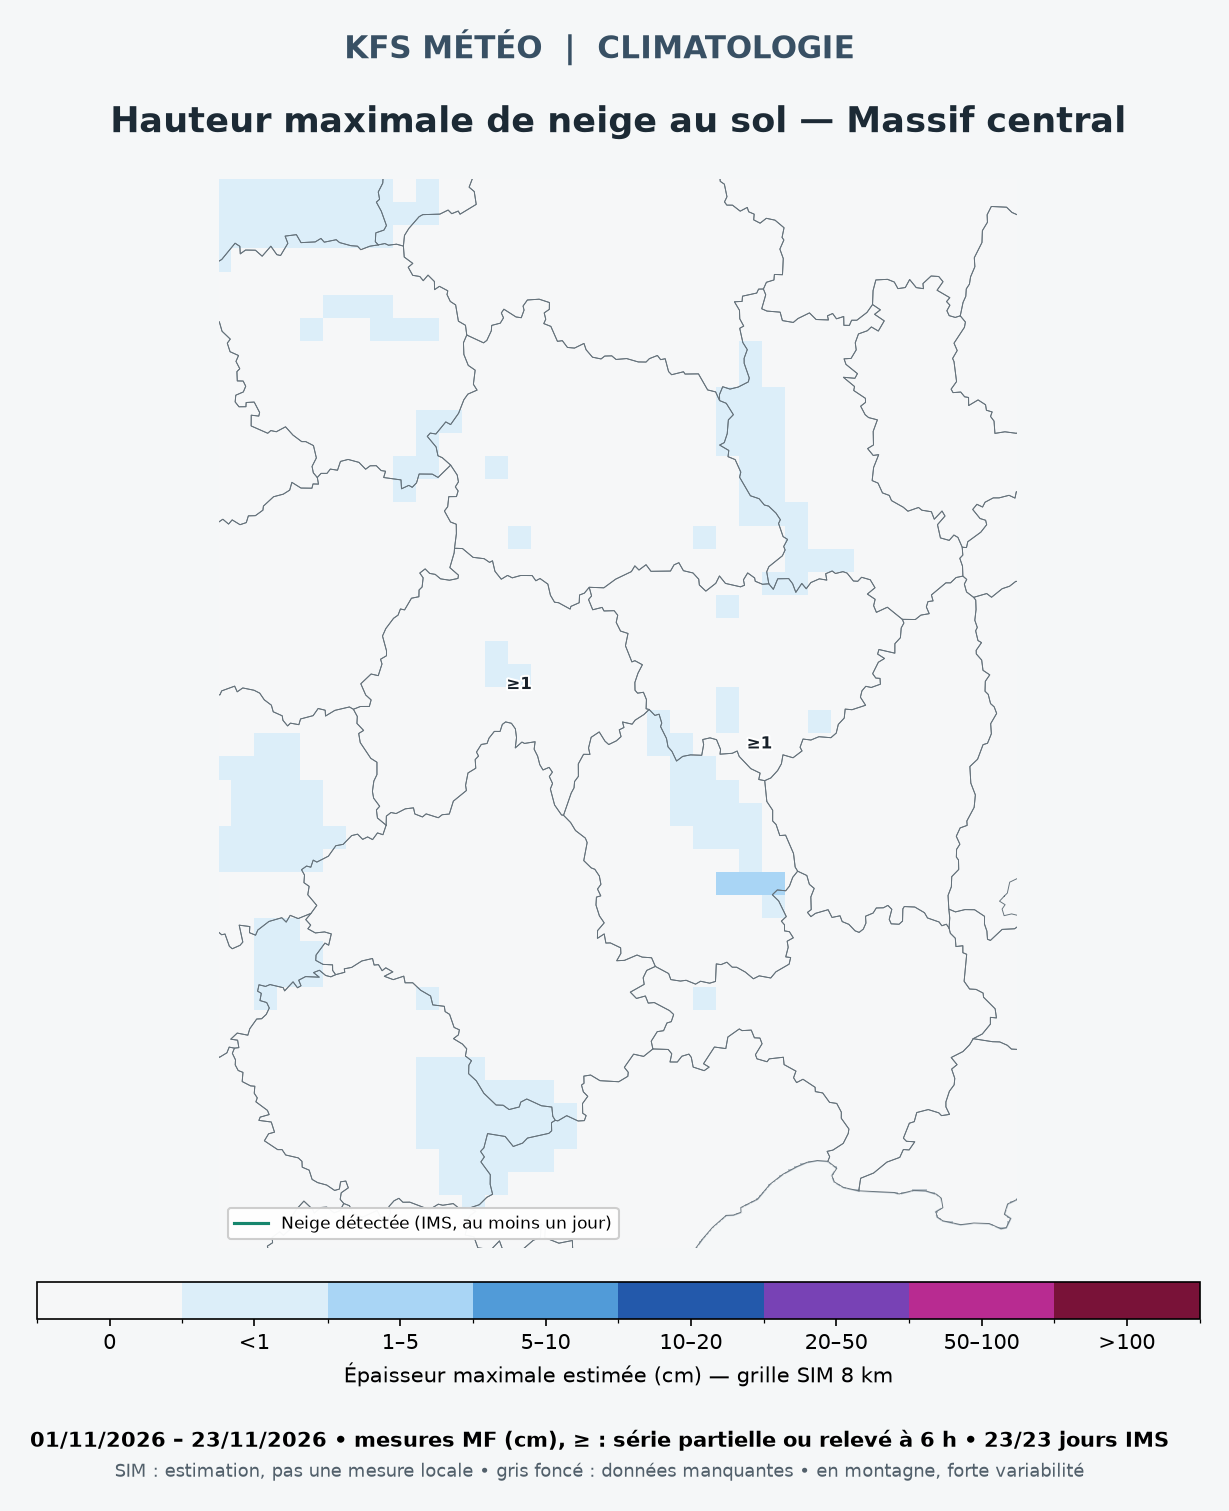 KFS MÉTÉO | CLIMATOLOGIE
Hauteur maximale de neige au sol — Massif central
≥1
≥1
Neige détectée (IMS, au moins un jour)
0 <1 1–5 5–10 10–20 20–50 50–100 >100
Épaisseur maximale estimée (cm) — grille SIM 8 km
01/11/2026 – 23/11/2026 • mesures MF (cm), ≥ : série partielle ou relevé à 6 h • 23/23 jours IMS
SIM : estimation, pas une mesure locale • gris foncé : données manquantes • en montagne, forte variabilité